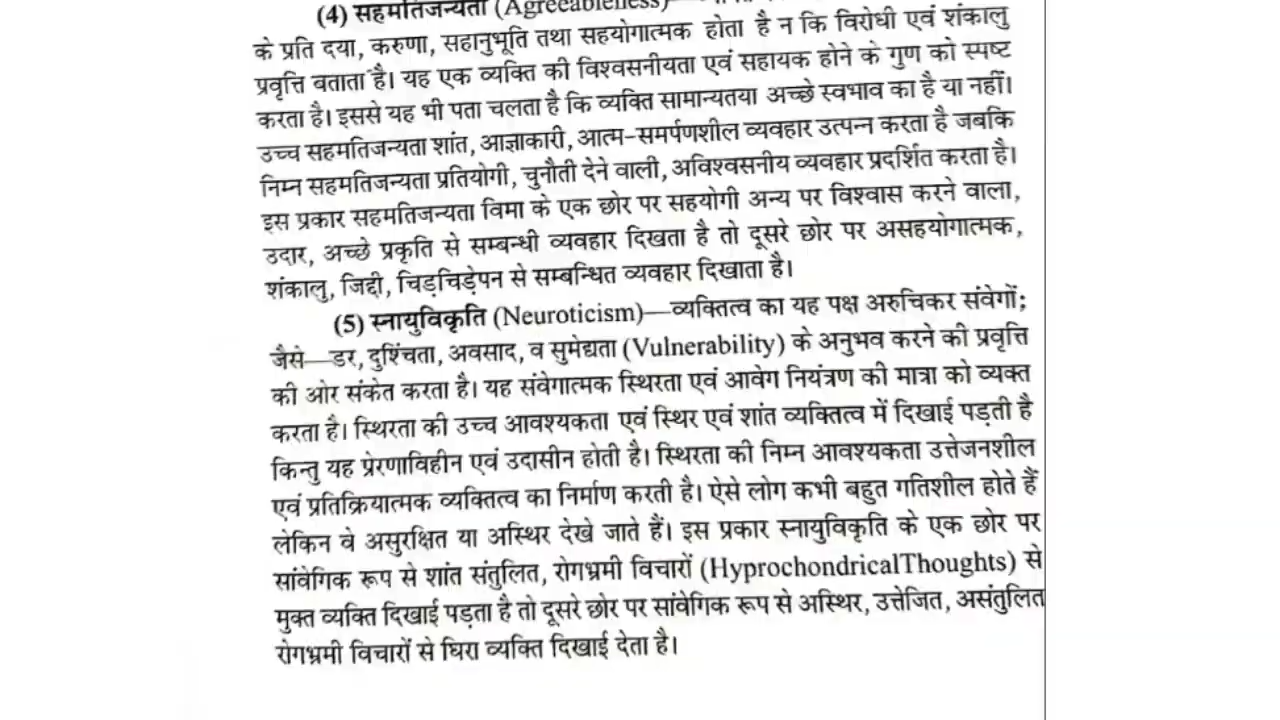 (4) सहमतिजन्यता (Agreeableness)—
के प्रति दया, करुणा, सहानुभूति तथा सहयोगात्मक होता है न कि विरोधी एवं शंकालु
प्रवृत्ति बताता है। यह एक व्यक्ति की विश्वसनीयता एवं सहायक होने के गुण को स्पष्ट
करता है। इससे यह भी पता चलता है कि व्यक्ति सामान्यतया अच्छे स्वभाव का है या नहीं।
उच्च सहमतिजन्यता शांत, आज्ञाकारी, आत्म-समर्पणशील व्यवहार उत्पन्न करता है जबकि
निम्न सहमतिजन्यता प्रतियोगी, चुनौती देने वाली, अविश्वसनीय व्यवहार प्रदर्शित करता है।
इस प्रकार सहमतिजन्यता विमा के एक छोर पर सहयोगी अन्य पर विश्वास करने वाला,
उदार, अच्छे प्रकृति से सम्बन्धी व्यवहार दिखता है तो दूसरे छोर पर असहयोगात्मक,
शंकालु, जिद्दी, चिड़चिड़ेपन से सम्बन्धित व्यवहार दिखाता है।
(5) स्नायुविकृति (Neuroticism)—व्यक्तित्व का यह पक्ष अरुचिकर संवेगों;
जैसे—डर, दुश्चिंता, अवसाद, व सुमेद्यता (Vulnerability) के अनुभव करने की प्रवृत्ति
की ओर संकेत करता है। यह संवेगात्मक स्थिरता एवं आवेग नियंत्रण की मात्रा को व्यक्त
करता है। स्थिरता की उच्च आवश्यकता एवं स्थिर एवं शांत व्यक्तित्व में दिखाई पड़ती है
किन्तु यह प्रेरणाविहीन एवं उदासीन होती है। स्थिरता की निम्न आवश्यकता उत्तेजनशील
एवं प्रतिक्रियात्मक व्यक्तित्व का निर्माण करती है। ऐसे लोग कभी बहुत गतिशील होते हैं
लेकिन वे असुरक्षित या अस्थिर देखे जाते हैं। इस प्रकार स्नायुविकृति के एक छोर पर
सांवेगिक रूप से शांत संतुलित, रोगभ्रमी विचारों (HyprochondricalThoughts) से
मुक्त व्यक्ति दिखाई पड़ता है तो दूसरे छोर पर सांवेगिक रूप से अस्थिर, उत्तेजित, असंतुलित
रोगभ्रमी विचारों से घिरा व्यक्ति दिखाई देता है।